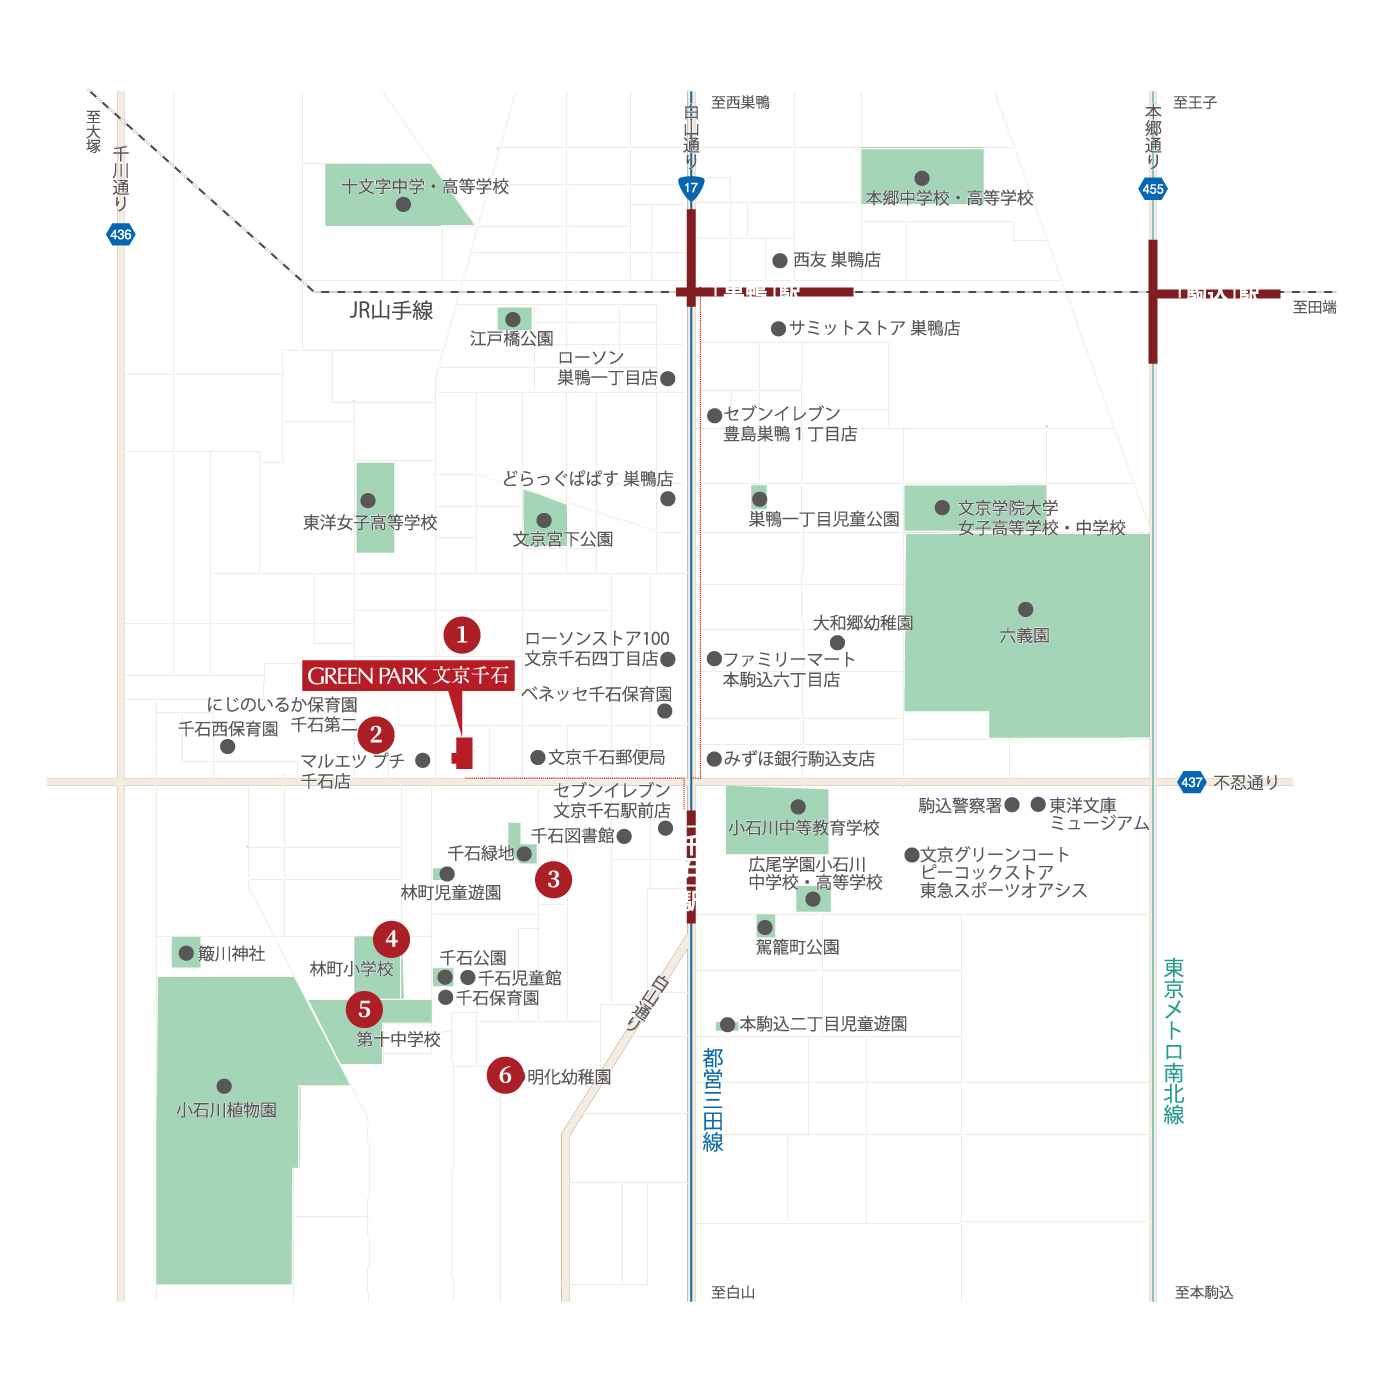 至西巣鴨
至王子
至大塚
白山通り
本郷通り
千川通り
17
455
436
十文字中学・高等学校
本郷中学校・高等学校
西友 巣鴨店
「巣鴨」駅
「駒込」駅
至田端
JR山手線
江戸橋公園
サミットストア 巣鴨店
ローソン
巣鴨一丁目店
セブンイレブン
豊島巣鴨1丁目店
どらっぐぱぱす 巣鴨店
東洋女子高等学校
文京宮下公園
巣鴨一丁目児童公園
文京学院大学
女子高等学校・中学校
六義園
大和郷幼稚園
1
ローソンストア100
文京千石四丁目店
ファミリーマート
本駒込六丁目店
GREEN PARK 文京千石
ベネッセ千石保育園
にじのいるか保育園
千石第二
千石西保育園
2
マルエツ プチ
千石店
文京千石郵便局
みずほ銀行駒込支店
437
不忍通り
セブンイレブン
文京千石駅前店
千石図書館
小石川中等教育学校
駒込警察署
東洋文庫
ミュージアム
千石緑地
林町児童遊園
3
広尾学園小石川
中学校・高等学校
文京グリーンコート
ピーコックストア
東急スポーツオアシス
4
簸川神社
林町小学校
千石公園
千石児童館
千石保育園
駕籠町公園
5
第十中学校
白山通り
本駒込二丁目児童遊園
東京メトロ南北線
6
明化幼稚園
都営三田線
小石川植物園
至白山
至本駒込